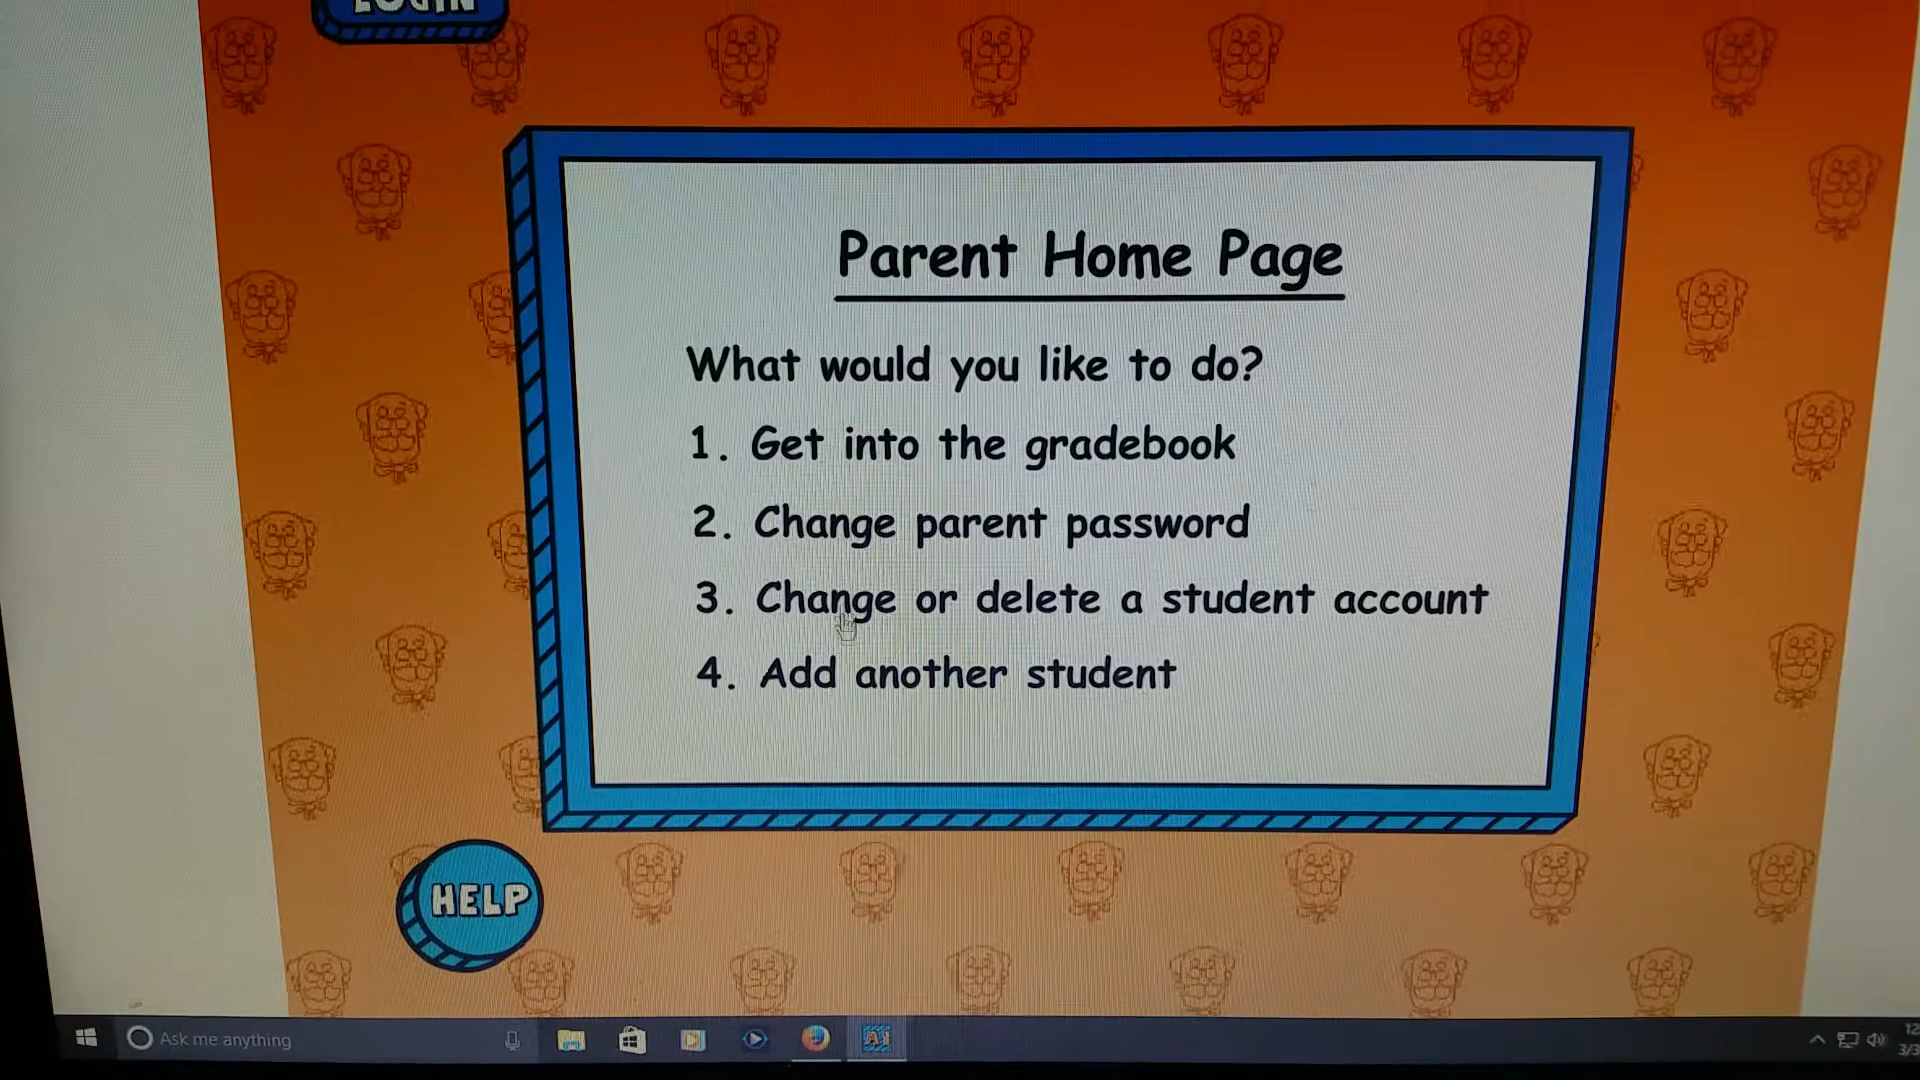 LOGIN
Parent Home Page
What would you like to do?
1. Get into the gradebook
2. Change parent password
3. Change or delete a student account
4. Add another student
HELP
Ask me anything